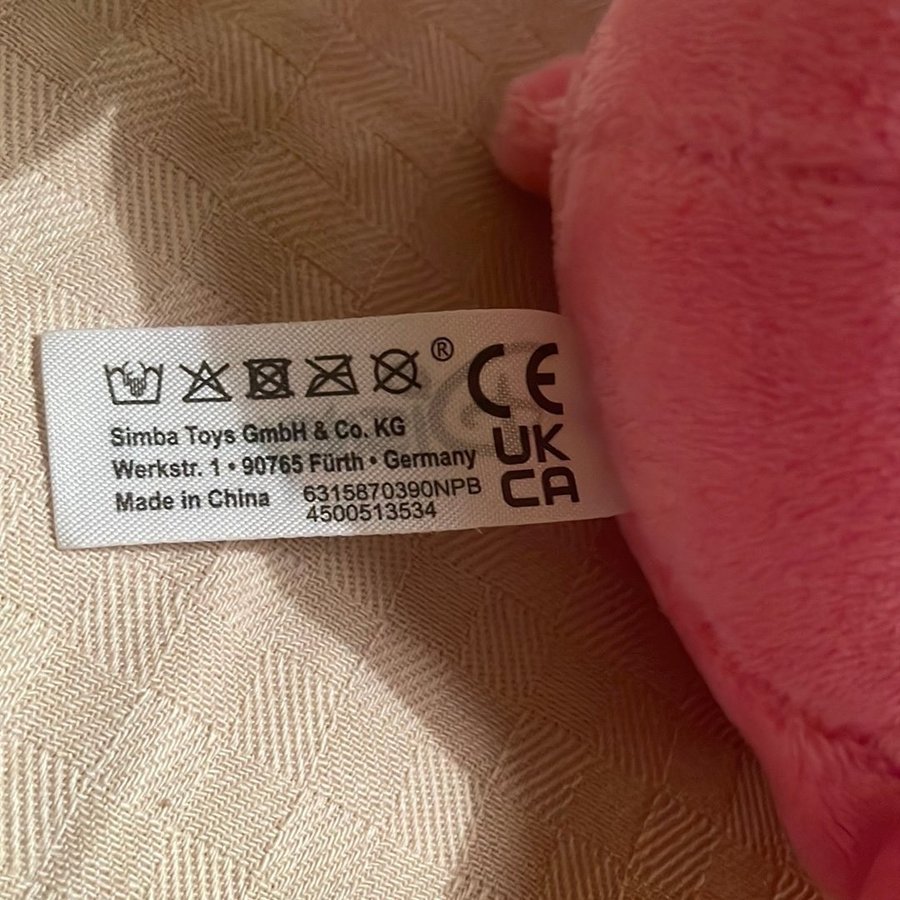 ®
CE
Simba Toys GmbH & Co. KG
UK
Werkstr. 1 • 90765 Fürth • Germany
CA
Made in China 6315870390NPB
4500513534